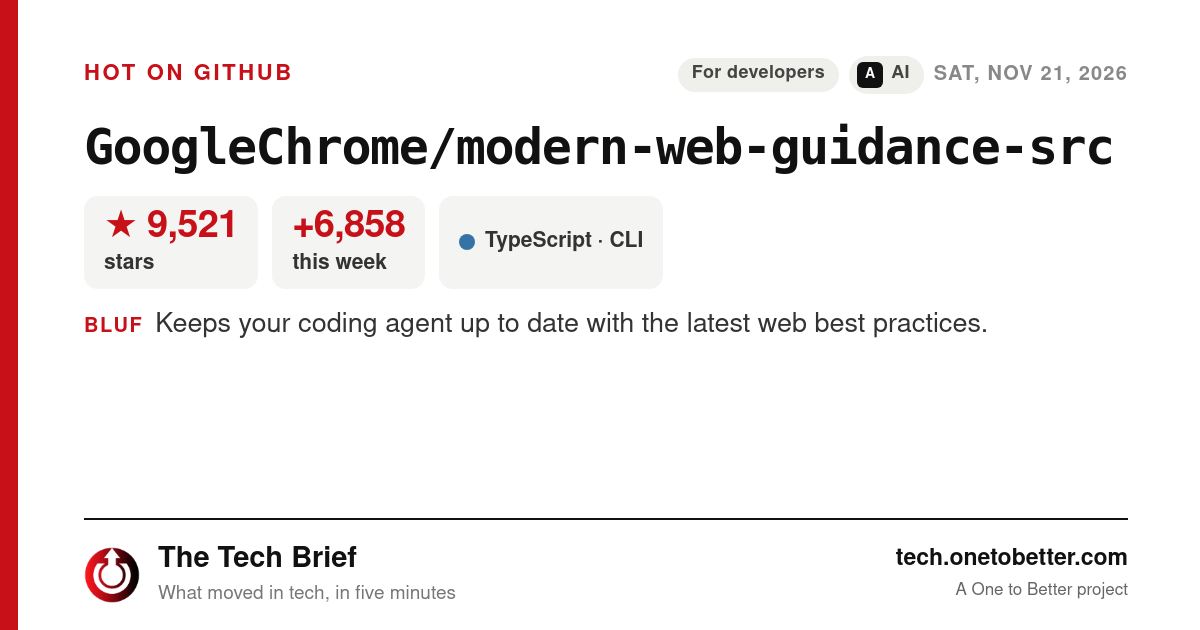 HOT ON GITHUB
For developers
A AI
SAT, NOV 21, 2026
GoogleChrome/modern-web-guidance-src
★ 9,521
stars
+6,858
this week
TypeScript · CLI
BLUF Keeps your coding agent up to date with the latest web best practices.
The Tech Brief
What moved in tech, in five minutes
tech.onetobetter.com
A One to Better project